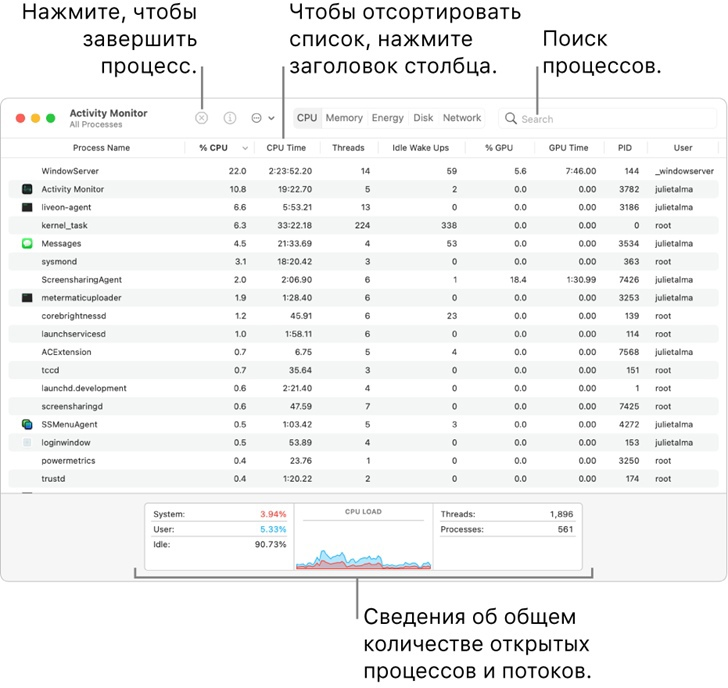 Нажмите, чтобы
завершить
процесс.
Чтобы отсортировать
список, нажмите
заголовок столбца.
Поиск
процессов.
Activity Monitor
All Processes
CPU Memory Energy Disk Network
Search
Process Name % CPU CPU Time Threads Idle Wake Ups % GPU GPU Time PID User
WindowServer 22.0 2:23:52.20 14 59 5.6 7:46.00 144 _windowserver
Activity Monitor 10.8 19:22.70 5 2 0.0 0.00 3782 julietalma
liveon-agent 6.6 5:53.21 13 0 0.0 0.00 3186 julietalma
kernel_task 6.3 33:22.18 224 338 0.0 0.00 0 root
Messages 4.5 21:33.69 4 53 0.0 0.00 3534 julietalma
sysmond 3.1 18:20.42 3 0 0.0 0.00 363 root
ScreensharingAgent 2.0 2:06.90 6 1 18.4 1:30.99 7426 julietalma
metermaticuploader 1.9 1:28.40 6 0 0.0 0.00 3253 julietalma
corebrightnessd 1.2 45.91 6 23 0.0 0.00 139 root
launchservicesd 1.0 1:58.11 6 0 0.0 0.00 114 root
ACExtension 0.7 6.75 5 4 0.0 0.00 7568 julietalma
tccd 0.7 35.64 3 0 0.0 0.00 151 root
launchd.development 0.6 2:21.40 4 0 0.0 0.00 1 root
screensharingd 0.6 47.59 7 0 0.0 0.00 7425 root
SSMenuAgent 0.5 1:03.42 5 3 0.0 0.00 4272 julietalma
loginwindow 0.5 53.89 4 0 0.0 0.00 153 julietalma
powermetrics 0.4 23.76 1 0 0.0 0.00 3250 root
trustd 0.4 1:20.22 2 0 0.0 0.00 174 root
System: 3.94% CPU LOAD Threads: 1,896
User: 5.33% Processes: 561
Idle: 90.73%
Сведения об общем
количестве открытых
процессов и потоков.